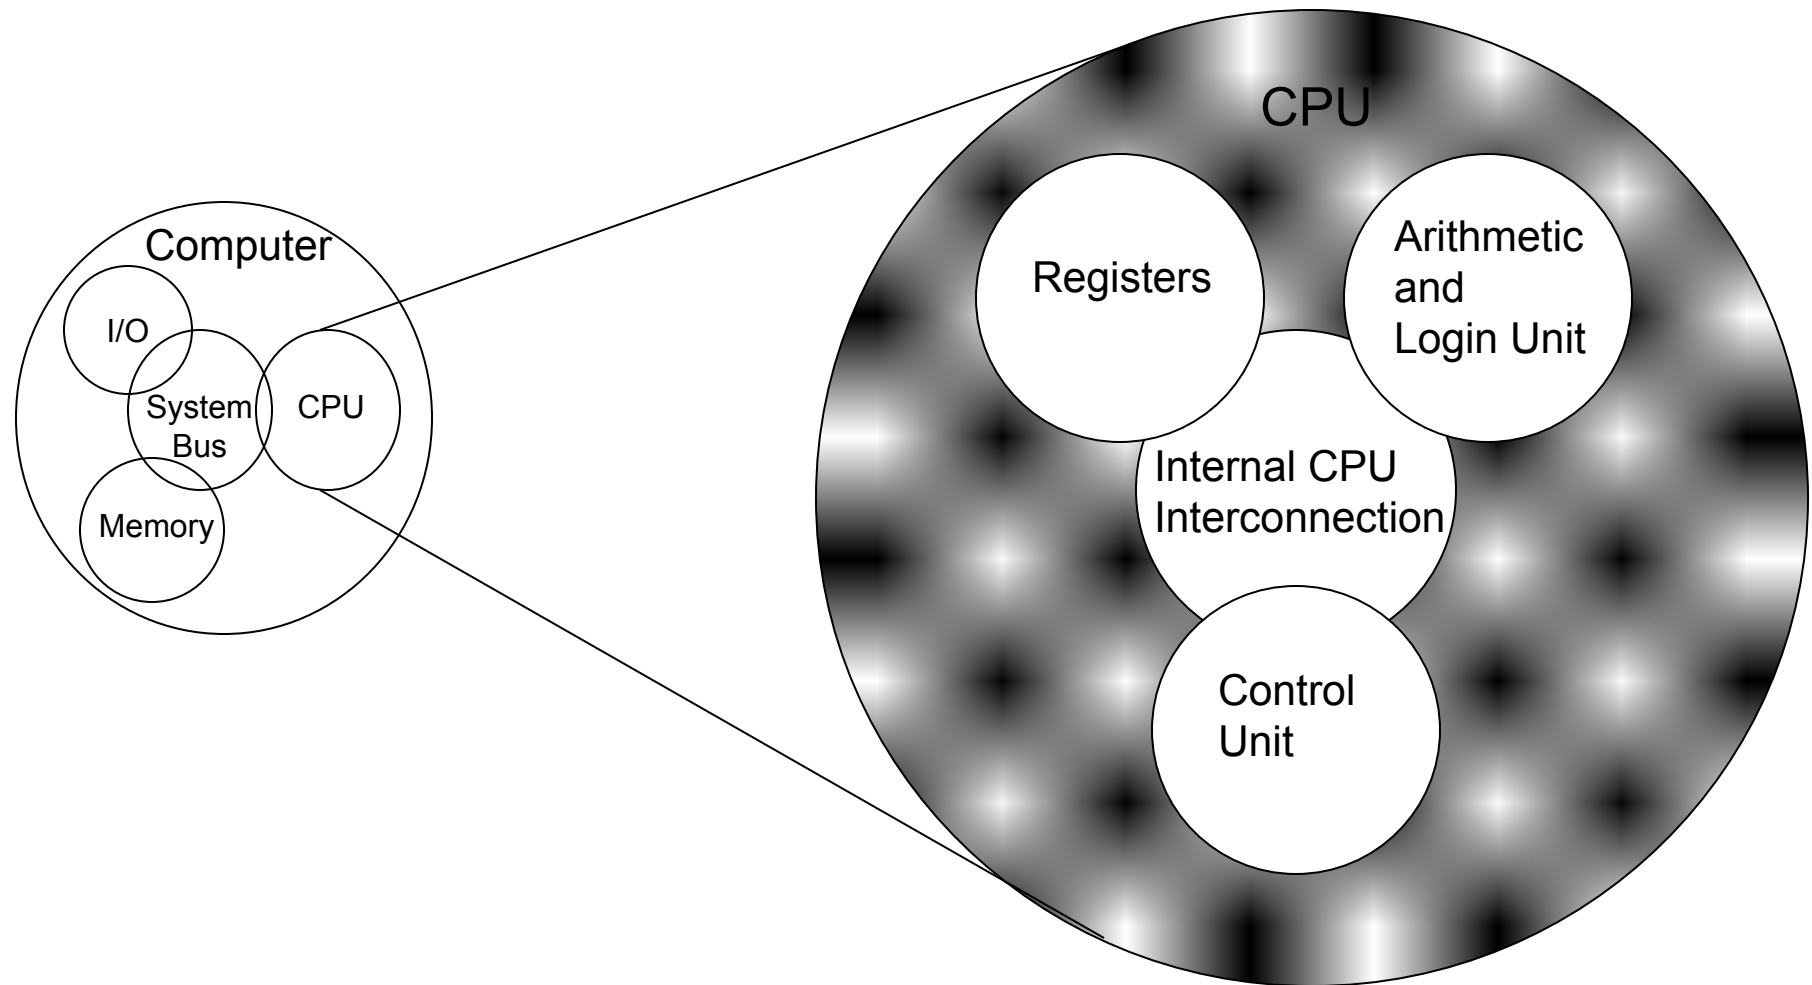 Computer
I/O
System
Bus
CPU
Memory
CPU
Registers
Arithmetic
and
Login Unit
Internal CPU
Interconnection
Control
Unit